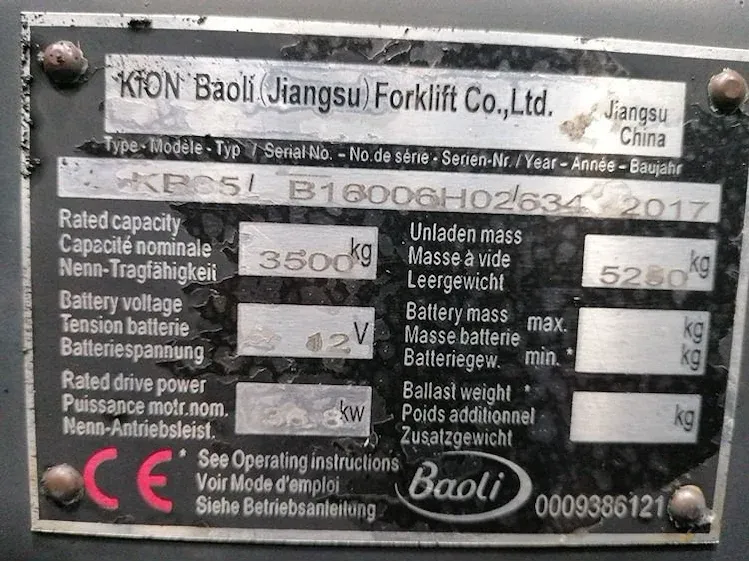 KION Baoli (Jiangsu) Forklift Co.,Ltd.
Jiangsu
China
Type - Modèle - Typ / Serial No. – No. de série - Serien-Nr. / Year – Année – Baujahr
B16006H02/634 2017
Rated capacity
Capacité nominale
Nenn-Tragfähigkeit
3500 kg
Unladen mass
Masse à vide
Leergewicht
kg
Battery voltage
Tension batterie
Batteriespannung
12 V
Battery mass max. kg
Masse batterie
Batteriegew. min. * kg
Rated drive power
Puissance motr.nom.
Nenn-Antriebsleist.
kw
Ballast weight *
Poids additionnel
Zusatzgewicht
kg
CE
* See Operating instructions
Voir Mode d'emploi
Siehe Betriebsanleitung
Baoli
0009386121